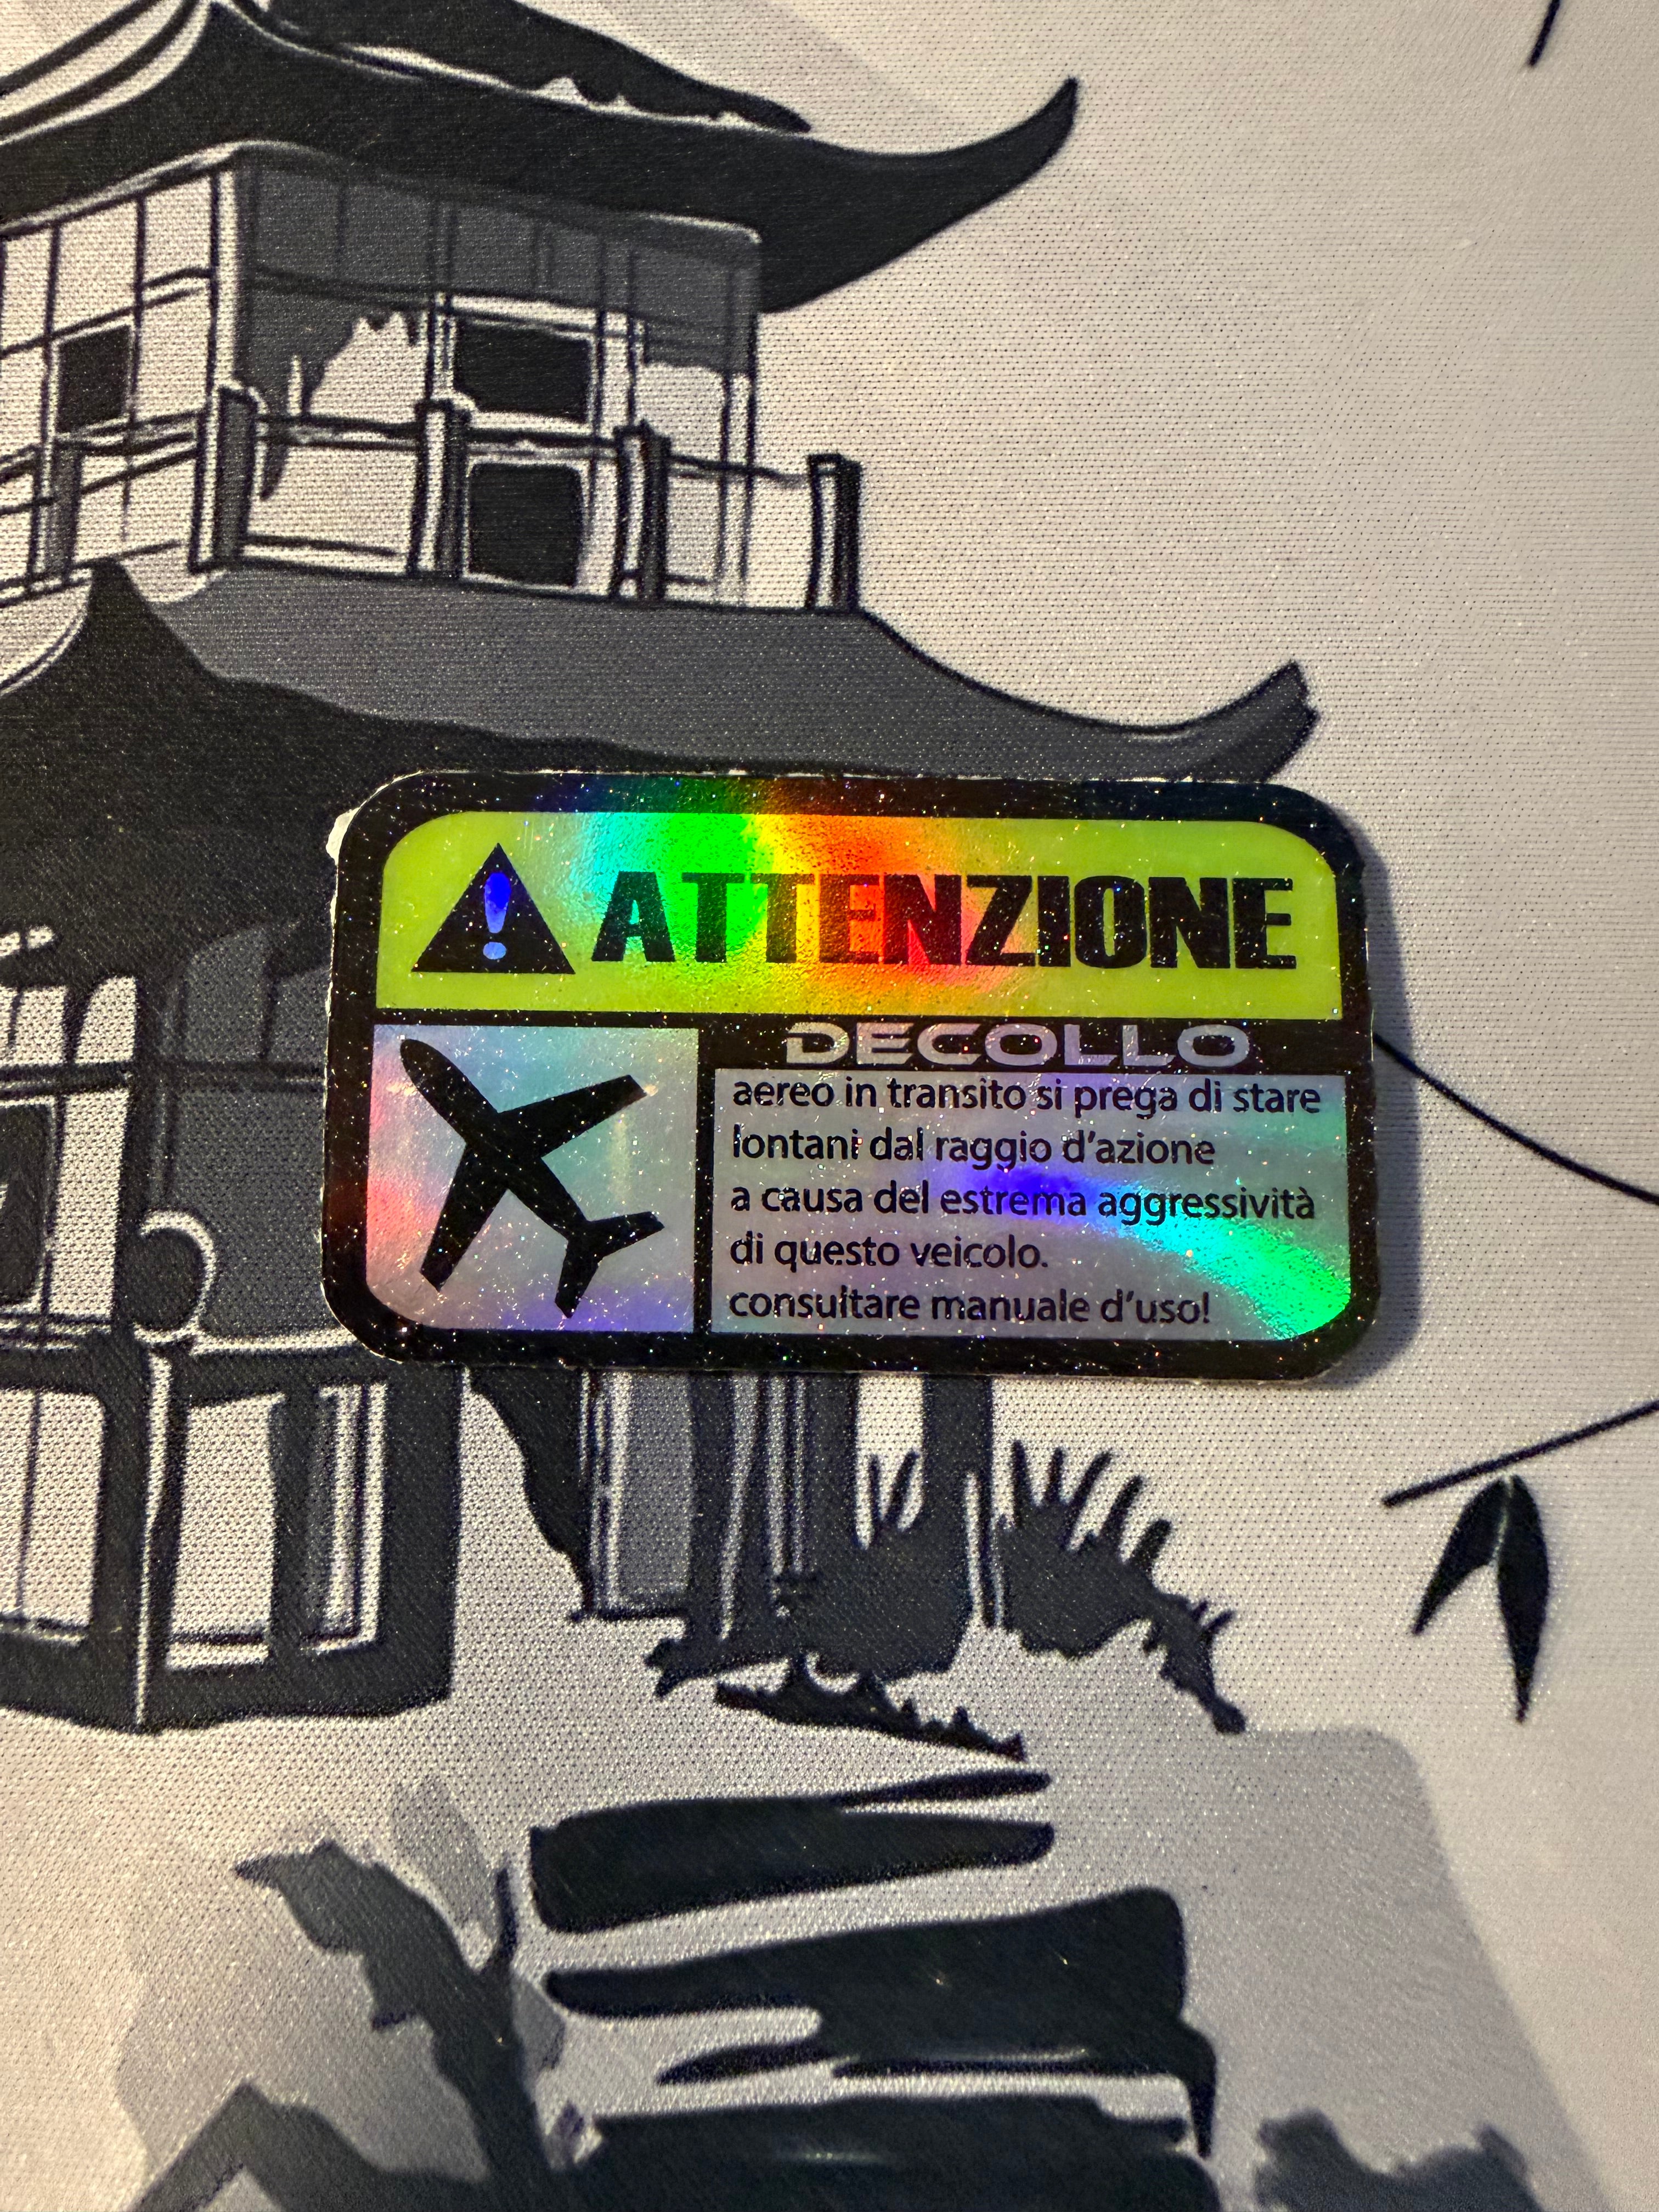 ! ATTENZIONE
DECOLLO
aereo in transito si prega di stare
lontani dal raggio d'azione
a causa del estrema aggressività
di questo veicolo.
consultare manuale d'uso!